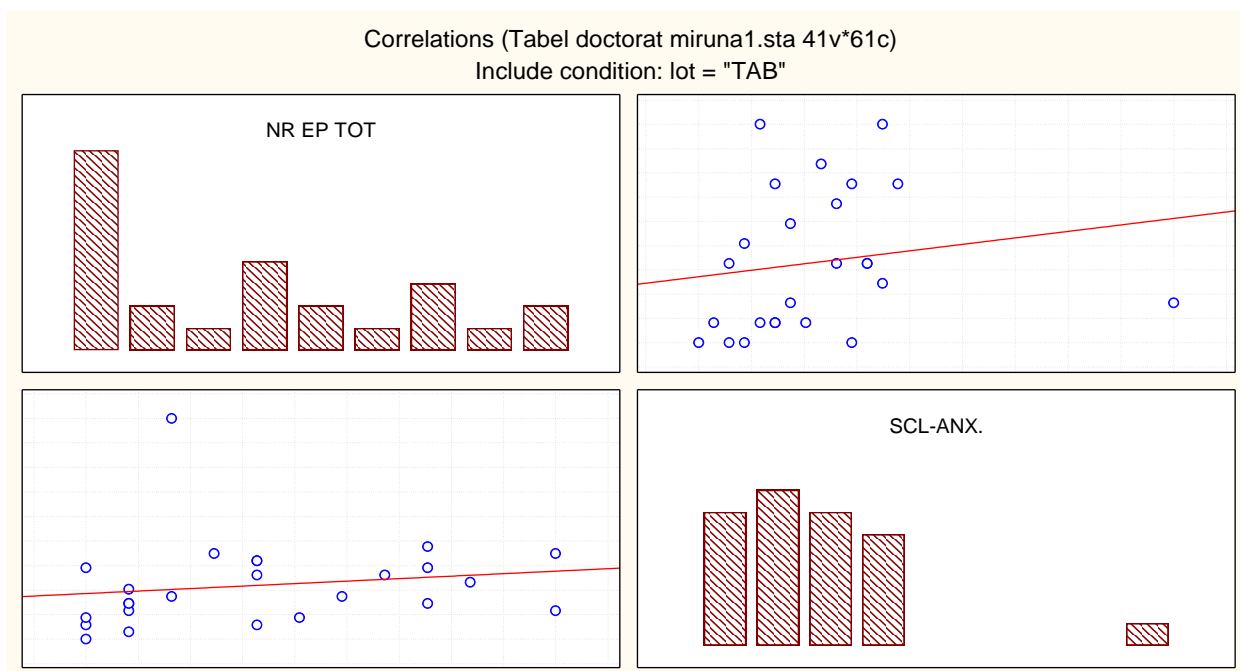 Correlations (Tabel doctorat miruna1.sta 41v*61c)
Include condition: lot = "TAB"
NR EP TOT
SCL-ANX.